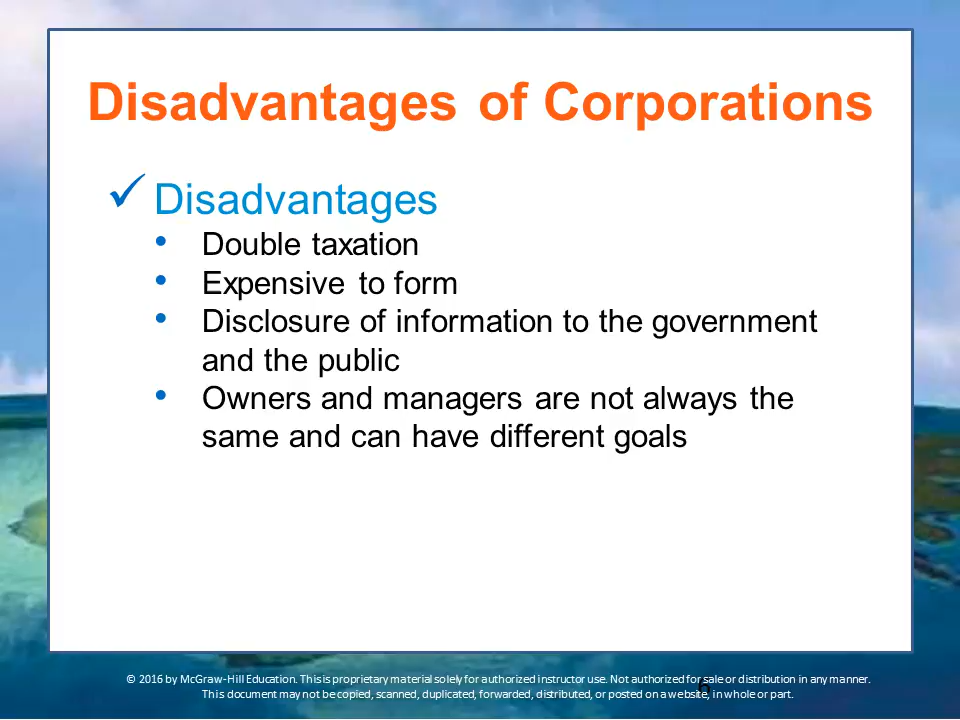 Disadvantages of Corporations
✓ Disadvantages
• Double taxation
• Expensive to form
• Disclosure of information to the government
and the public
• Owners and managers are not always the
same and can have different goals
© 2016 by McGraw-Hill Education. This is proprietary material solely for authorized instructor use. Not authorized for sale or distribution in any manner.
This document may not be copied, scanned, duplicated, forwarded, distributed, or posted on a website, in whole or part.
6